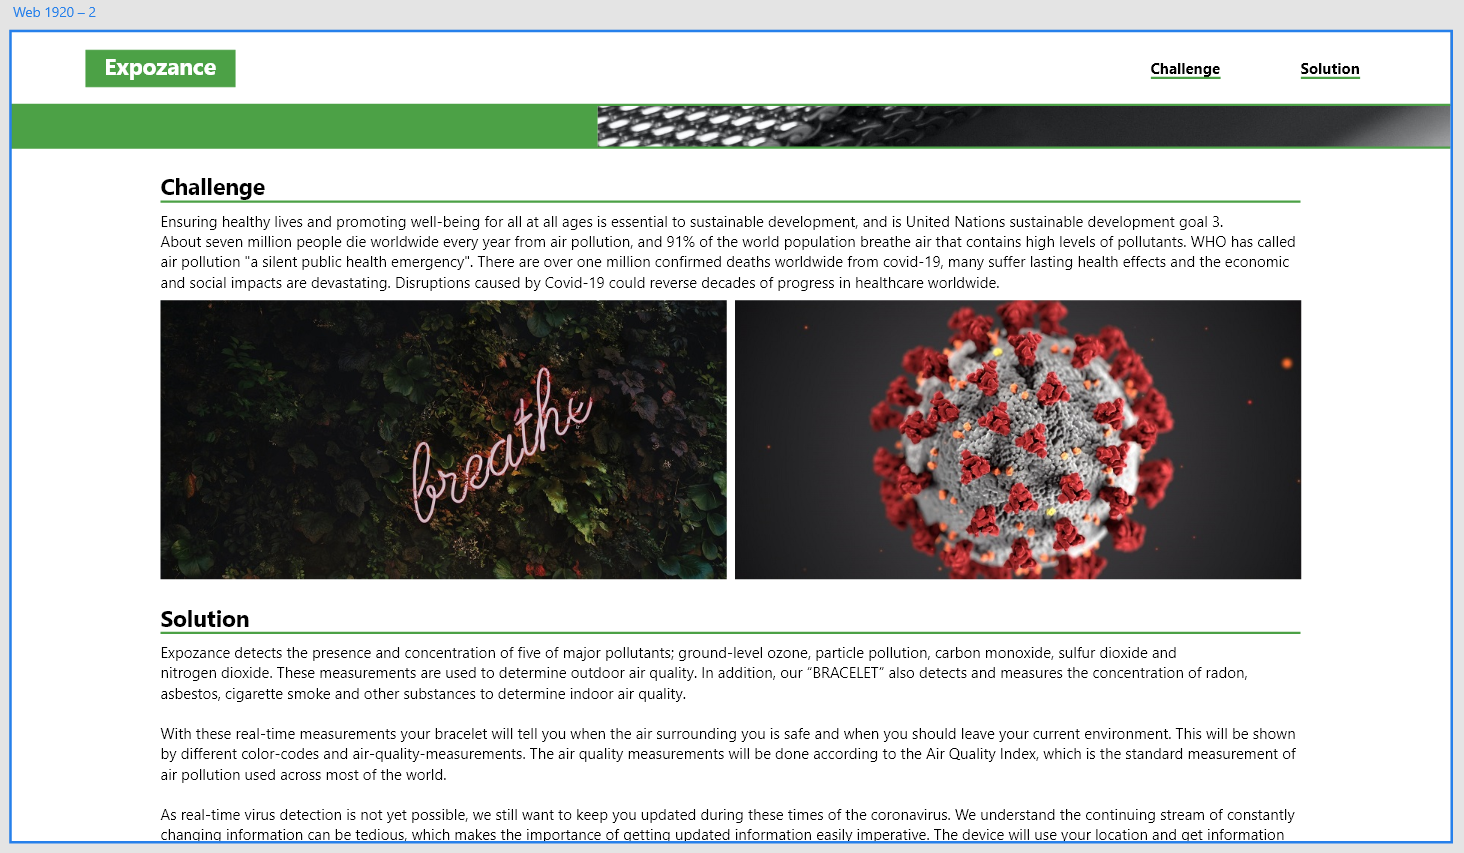 Web 1920 – 2
Expozance
Challenge
Solution
Challenge
Ensuring healthy lives and promoting well-being for all at all ages is essential to sustainable development, and is United Nations sustainable development goal 3.
About seven million people die worldwide every year from air pollution, and 91% of the world population breathe air that contains high levels of pollutants. WHO has called
air pollution "a silent public health emergency". There are over one million confirmed deaths worldwide from covid-19, many suffer lasting health effects and the economic
and social impacts are devastating. Disruptions caused by Covid-19 could reverse decades of progress in healthcare worldwide.
breathe
Solution
Expozance detects the presence and concentration of five of major pollutants; ground-level ozone, particle pollution, carbon monoxide, sulfur dioxide and
nitrogen dioxide. These measurements are used to determine outdoor air quality. In addition, our “BRACELET” also detects and measures the concentration of radon,
asbestos, cigarette smoke and other substances to determine indoor air quality.
With these real-time measurements your bracelet will tell you when the air surrounding you is safe and when you should leave your current environment. This will be shown
by different color-codes and air-quality-measurements. The air quality measurements will be done according to the Air Quality Index, which is the standard measurement of
air pollution used across most of the world.
As real-time virus detection is not yet possible, we still want to keep you updated during these times of the coronavirus. We understand the continuing stream of constantly
changing information can be tedious, which makes the importance of getting updated information easily imperative. The device will use your location and get information